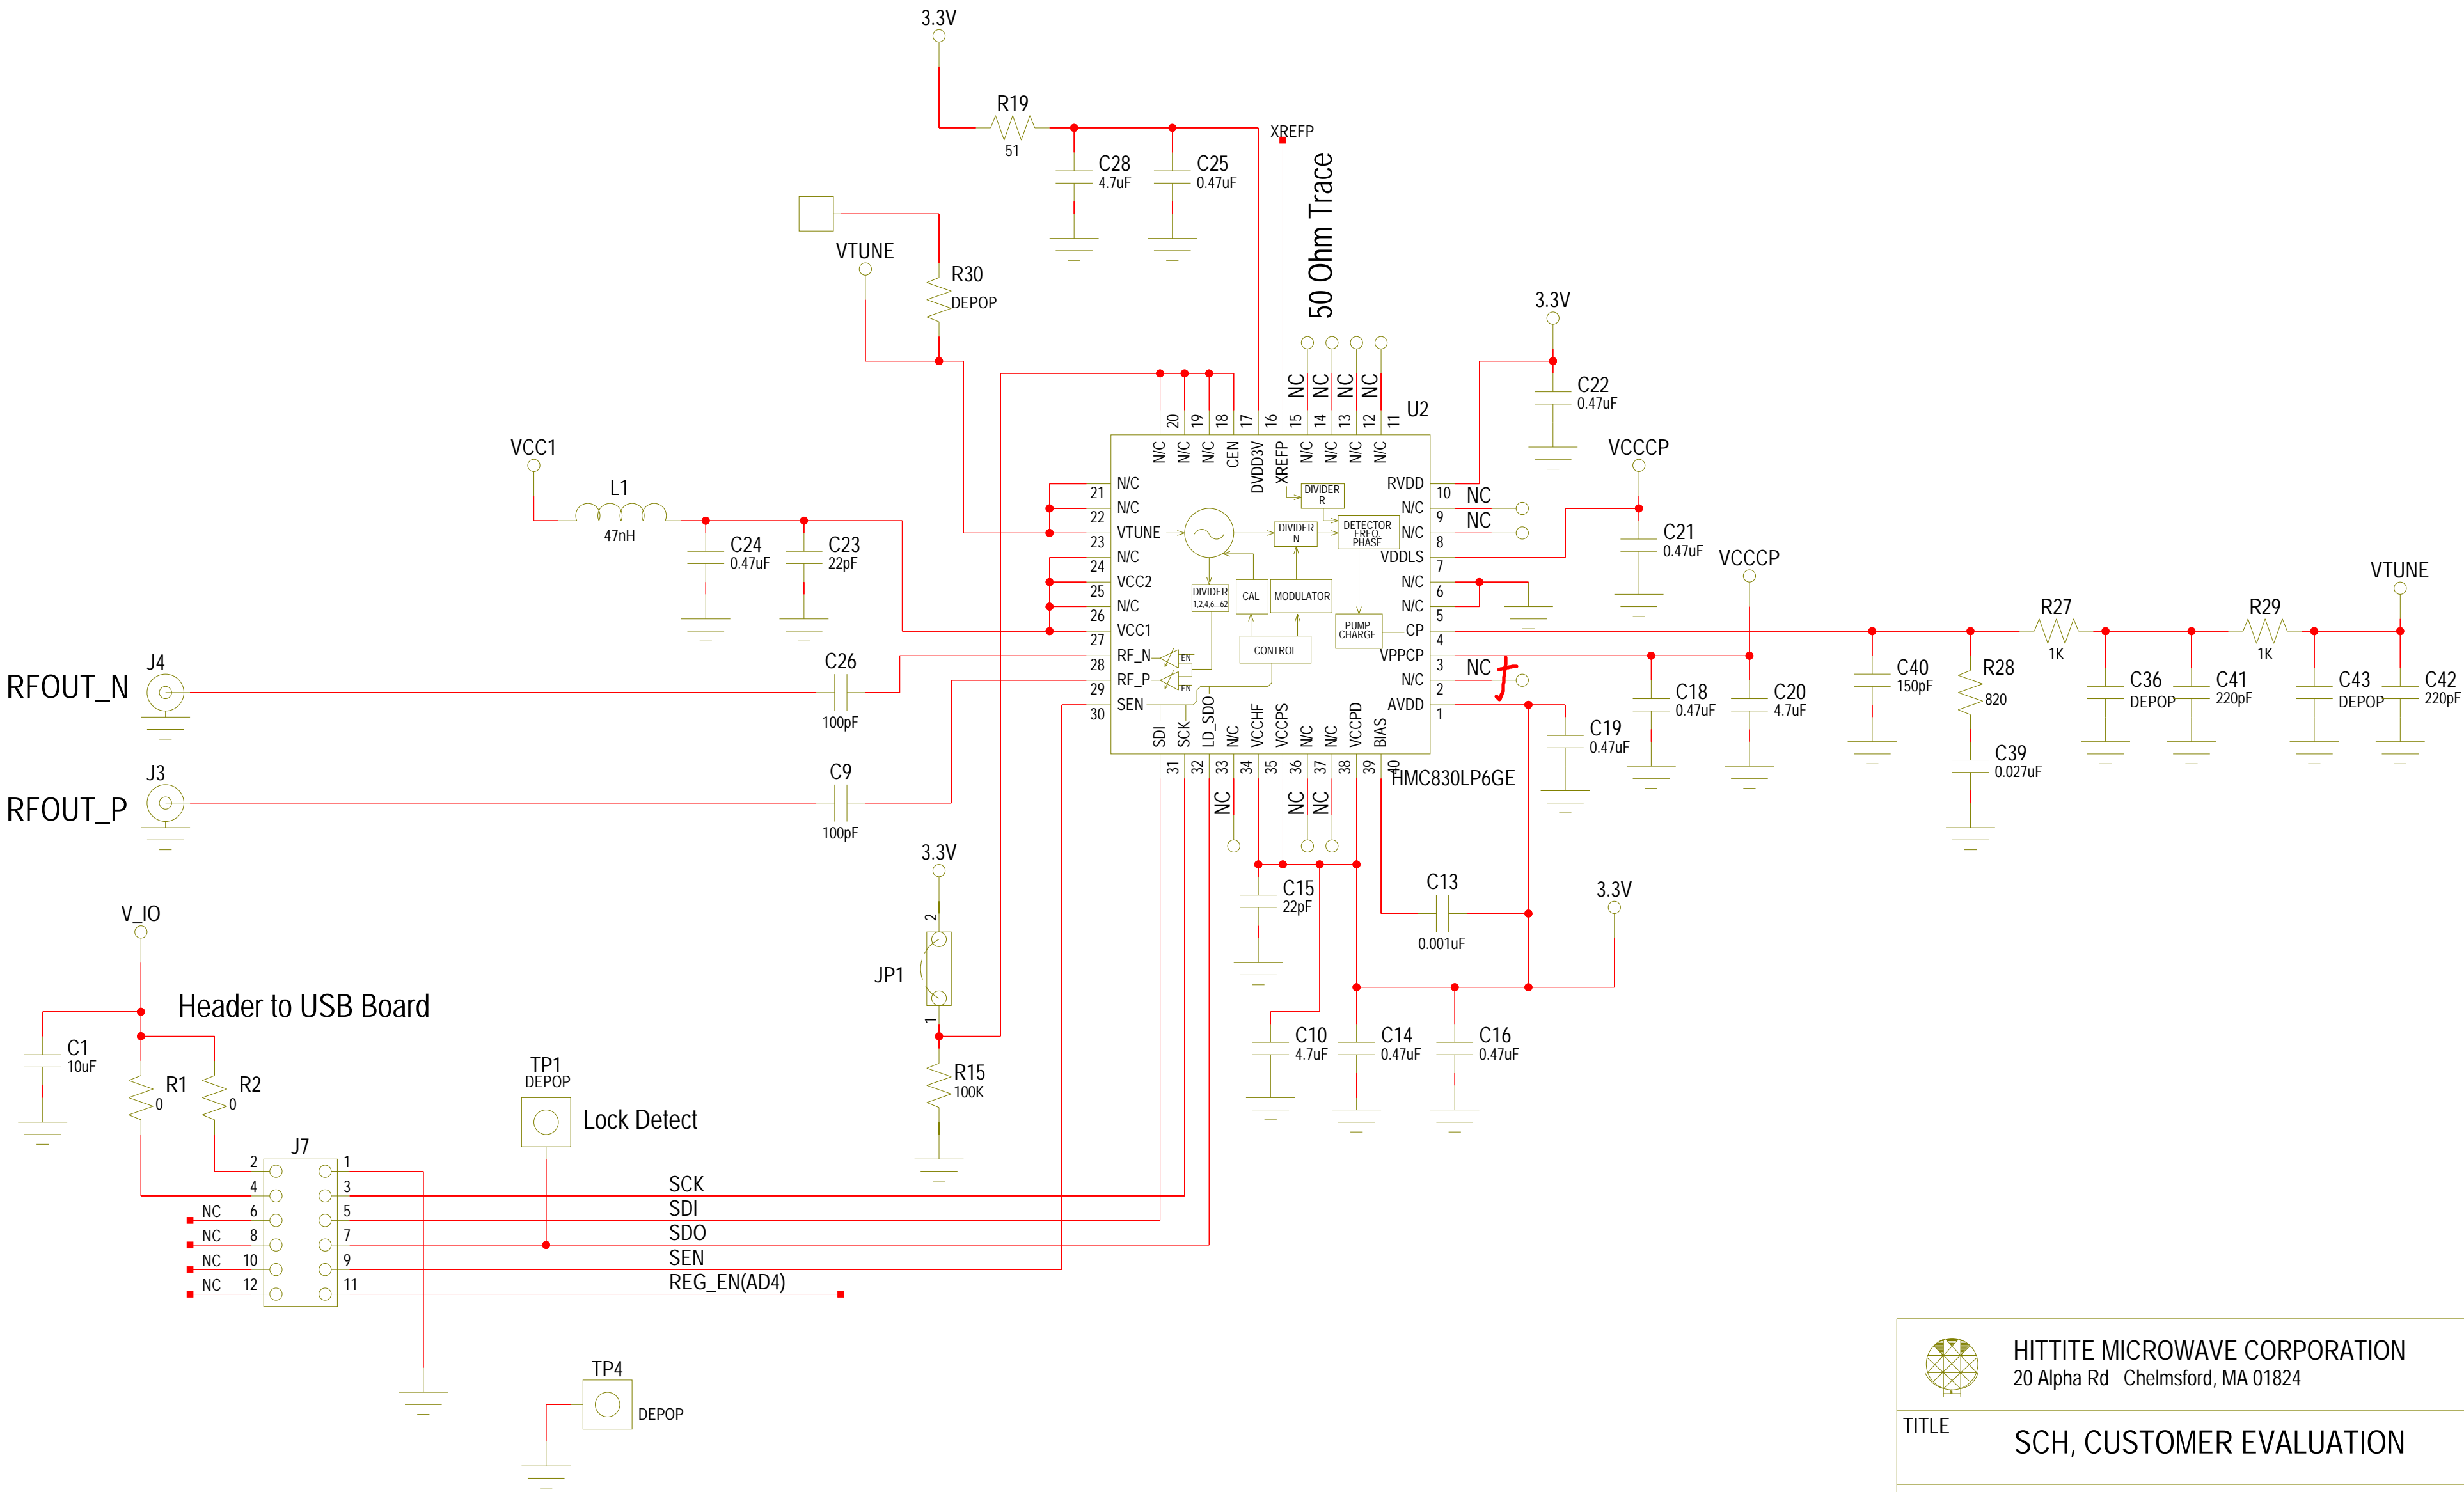 3.3V
R19
51
C28
4.7uF
C25
0.47uF
XREFP
50 Ohm Trace
VTUNE
R30
DEPOP
3.3V
C22
0.47uF
NC
NC
NC
NC
U2
20
19
18
17
16
15
14
13
12
11
N/C
N/C
N/C
CEN
DVDD3V
XREFP
N/C
N/C
N/C
N/C
VCC1
L1
47nH
C24
0.47uF
C23
22pF
21
N/C
22
N/C
23
VTUNE
24
N/C
25
VCC2
26
N/C
27
VCC1
28
RF_N
29
RF_P
30
SEN
DIVIDER
R
DIVIDER
N
DETECTOR
FREQ.
PHASE
DIVIDER
1,2,4,6...62
CAL
MODULATOR
PUMP
CHARGE
CONTROL
EN
EN
RVDD
10
N/C
9
N/C
8
VDDLS
7
N/C
6
N/C
5
CP
4
VPPCP
3
N/C
2
AVDD
1
NC
NC
NC
VCCCP
C21
0.47uF
VCCCP
C18
0.47uF
C20
4.7uF
C19
0.47uF
C40
150pF
R28
820
C39
0.027uF
R27
1K
C36
DEPOP
C41
220pF
R29
1K
C43
DEPOP
VTUNE
C42
220pF
RFOUT_N
J4
C26
100pF
RFOUT_P
J3
C9
100pF
SDI
SCK
LD_SDO
N/C
VCCHF
VCCPS
N/C
N/C
VCCPD
BIAS
31
32
33
34
35
36
37
38
39
40
HMC830LP6GE
NC
NC
NC
3.3V
2
JP1
1
R15
100K
C15
22pF
C13
0.001uF
3.3V
C10
4.7uF
C14
0.47uF
C16
0.47uF
V_IO
Header to USB Board
C1
10uF
R1
0
R2
0
TP1
DEPOP
Lock Detect
J7
2
1
4
3
SCK
NC
6
5
SDI
NC
8
7
SDO
NC
10
9
SEN
NC
12
11
REG_EN(AD4)
TP4
DEPOP
HITTITE MICROWAVE CORPORATION
20 Alpha Rd Chelmsford, MA 01824
TITLE
SCH, CUSTOMER EVALUATION